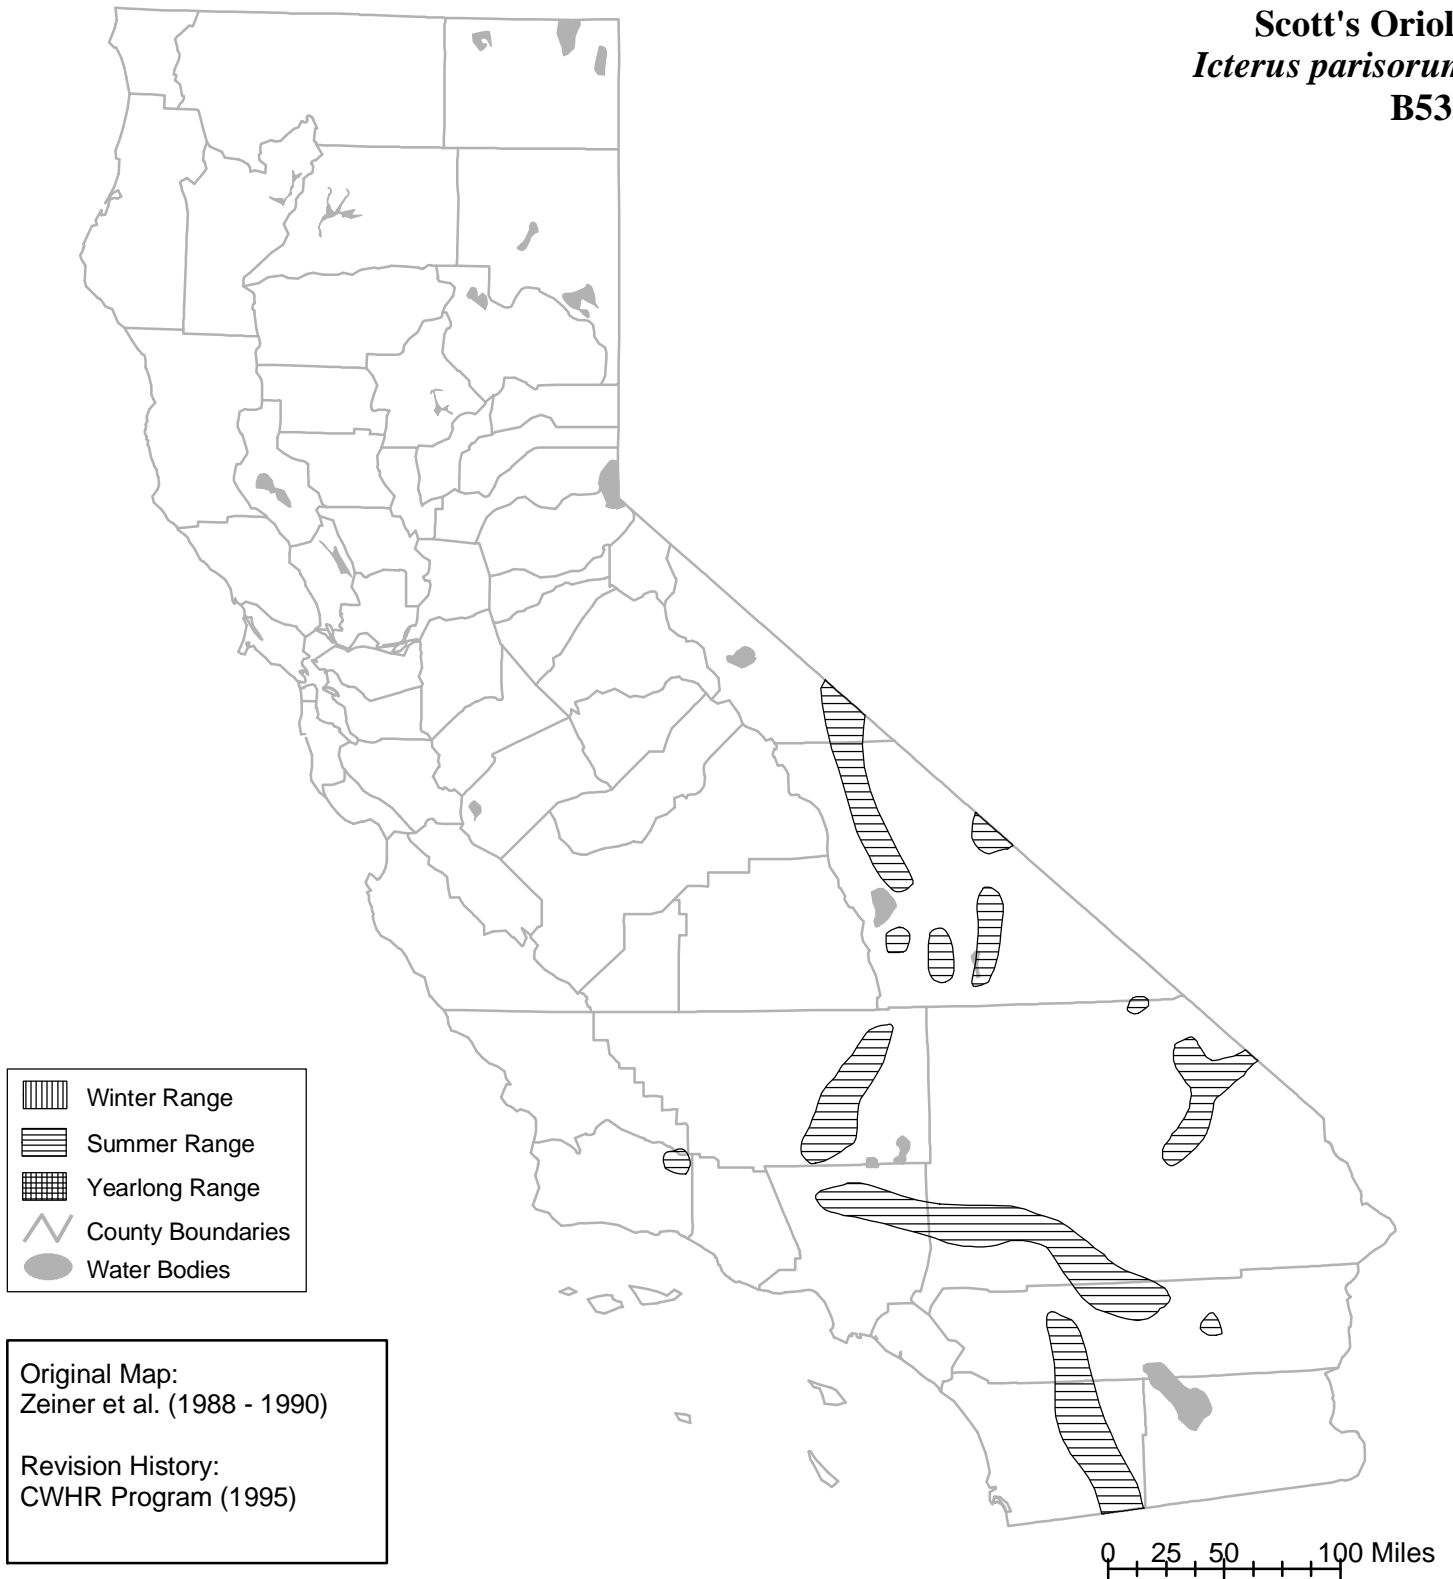 Scott's Oriol
Icterus parisorum
B53
Winter Range
Summer Range
Yearlong Range
County Boundaries
Water Bodies
Original Map:
Zeiner et al. (1988 - 1990)
Revision History:
CWHR Program (1995)
0 25 50 100 Miles